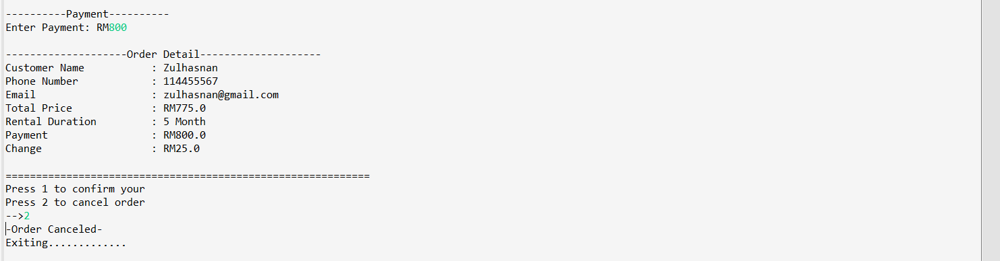 ----------Payment----------
Enter Payment: RM800
--------------------Order Detail--------------------
Customer Name           : Zulhasnan
Phone Number            : 114455567
Email                   : zulhasnan@gmail.com
Total Price             : RM775.0
Rental Duration         : 5 Month
Payment                 : RM800.0
Change                  : RM25.0
============================================================
Press 1 to confirm your
Press 2 to cancel order
-->2
-Order Canceled-
Exiting.............